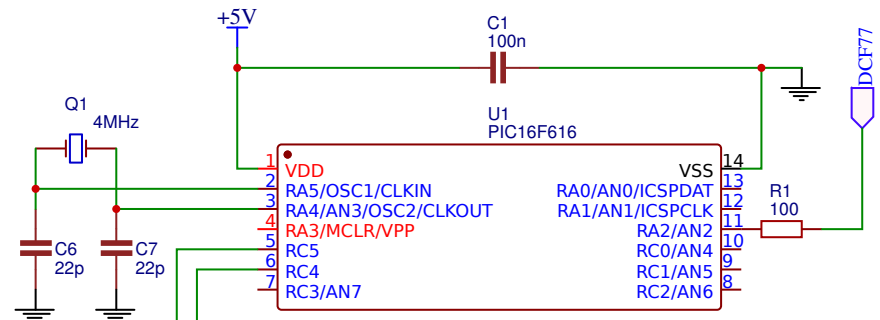 +5V
C1
100n
DCF77
Q1
4MHz
U1
PIC16F616
1 VDD
VSS 14
2 RA5/OSC1/CLKIN
RA0/AN0/ICSPDAT 13
3 RA4/AN3/OSC2/CLKOUT
RA1/AN1/ICSPCLK 12
4 RA3/MCLR/VPP
RA2/AN2 11
5 RC5
RC0/AN4 10
6 RC4
RC1/AN5 9
7 RC3/AN7
RC2/AN6 8
R1
100
C6
22p
C7
22p